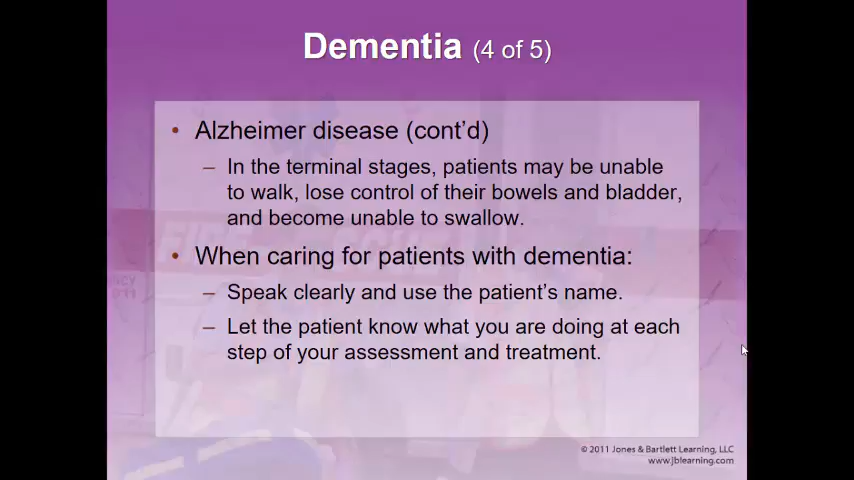 Dementia (4 of 5)
• Alzheimer disease (cont'd)
– In the terminal stages, patients may be unable
to walk, lose control of their bowels and bladder,
and become unable to swallow.
• When caring for patients with dementia:
– Speak clearly and use the patient's name.
– Let the patient know what you are doing at each
step of your assessment and treatment.
© 2011 Jones & Bartlett Learning, LLC
www.jblearning.com